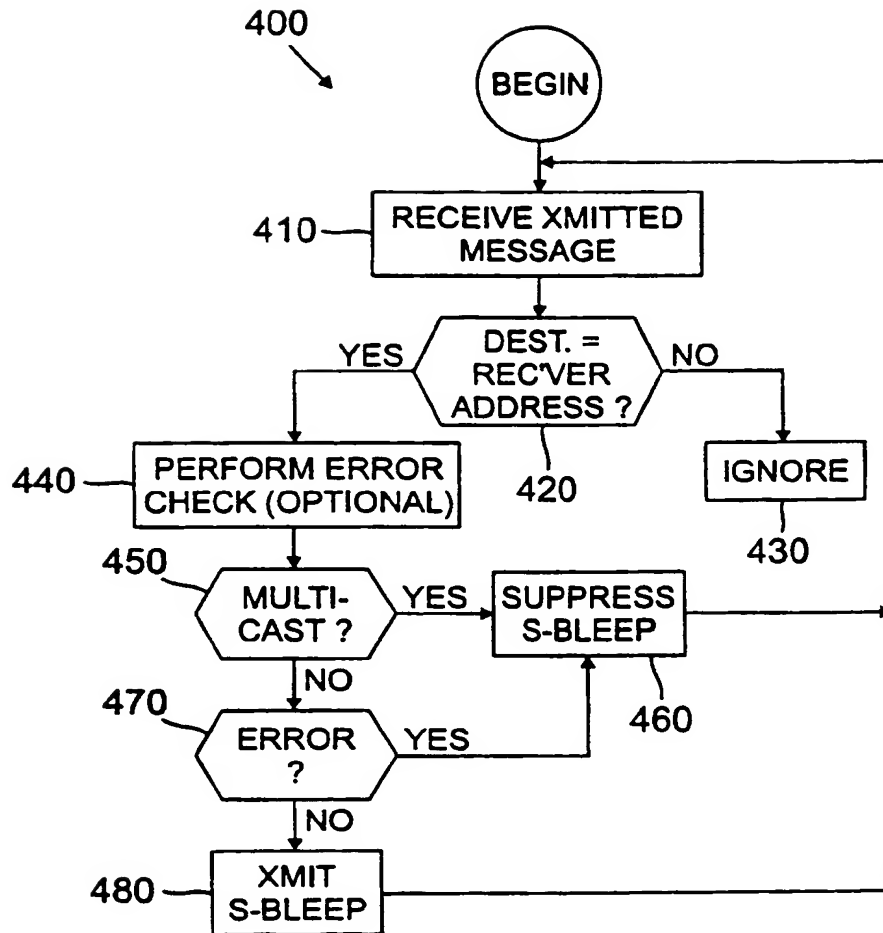 400
BEGIN
410
RECEIVE XMITTED
MESSAGE
YES
DEST. =
REC'VER
ADDRESS ?
NO
420
440
PERFORM ERROR
CHECK (OPTIONAL)
IGNORE
430
450
MULTI-
CAST ?
YES
SUPPRESS
S-BLEEP
460
NO
470
ERROR
?
YES
NO
480
XMIT
S-BLEEP